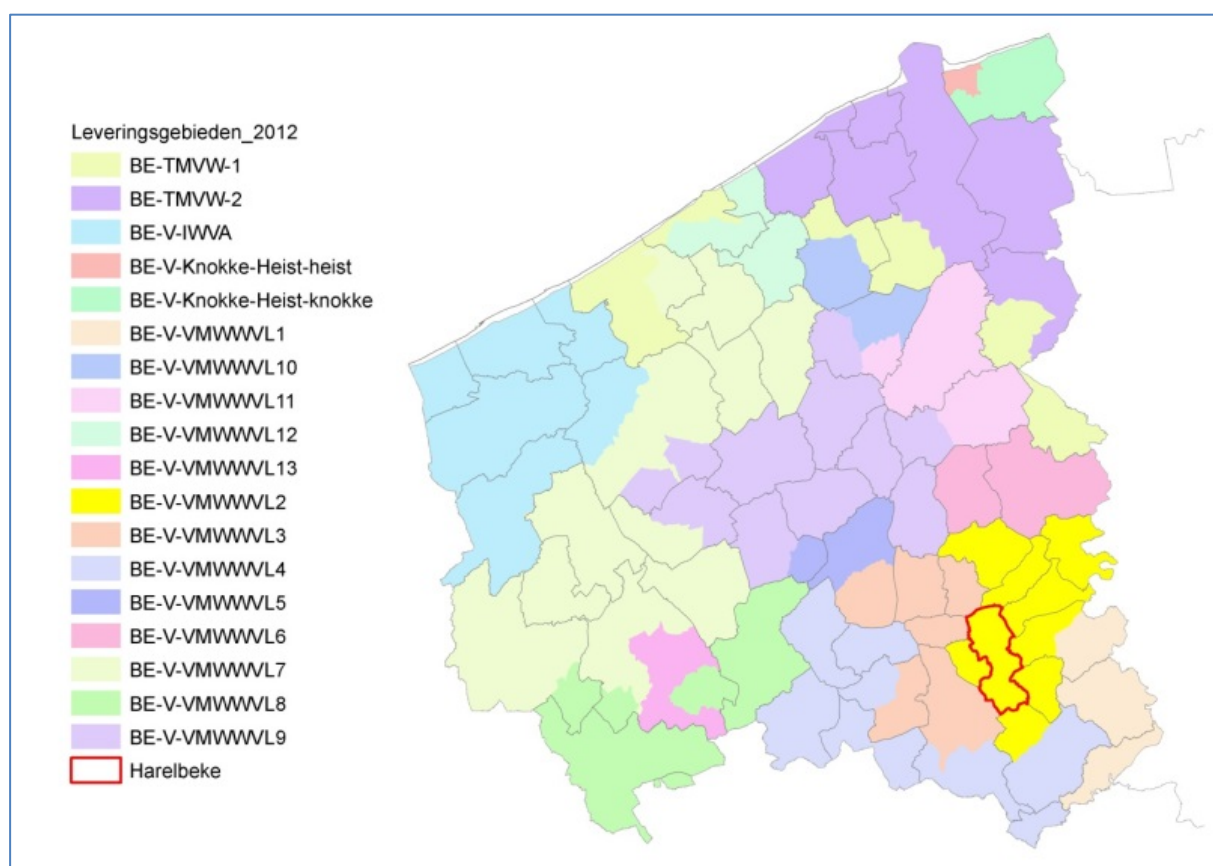 Leveringsgebieden_2012
BE-TMVW-1
BE-TMVW-2
BE-V-IWVA
BE-V-Knokke-Heist-heist
BE-V-Knokke-Heist-knokke
BE-V-VMWWVL1
BE-V-VMWWVL10
BE-V-VMWWVL11
BE-V-VMWWVL12
BE-V-VMWWVL13
BE-V-VMWWVL2
BE-V-VMWWVL3
BE-V-VMWWVL4
BE-V-VMWWVL5
BE-V-VMWWVL6
BE-V-VMWWVL7
BE-V-VMWWVL8
BE-V-VMWWVL9
Harelbeke